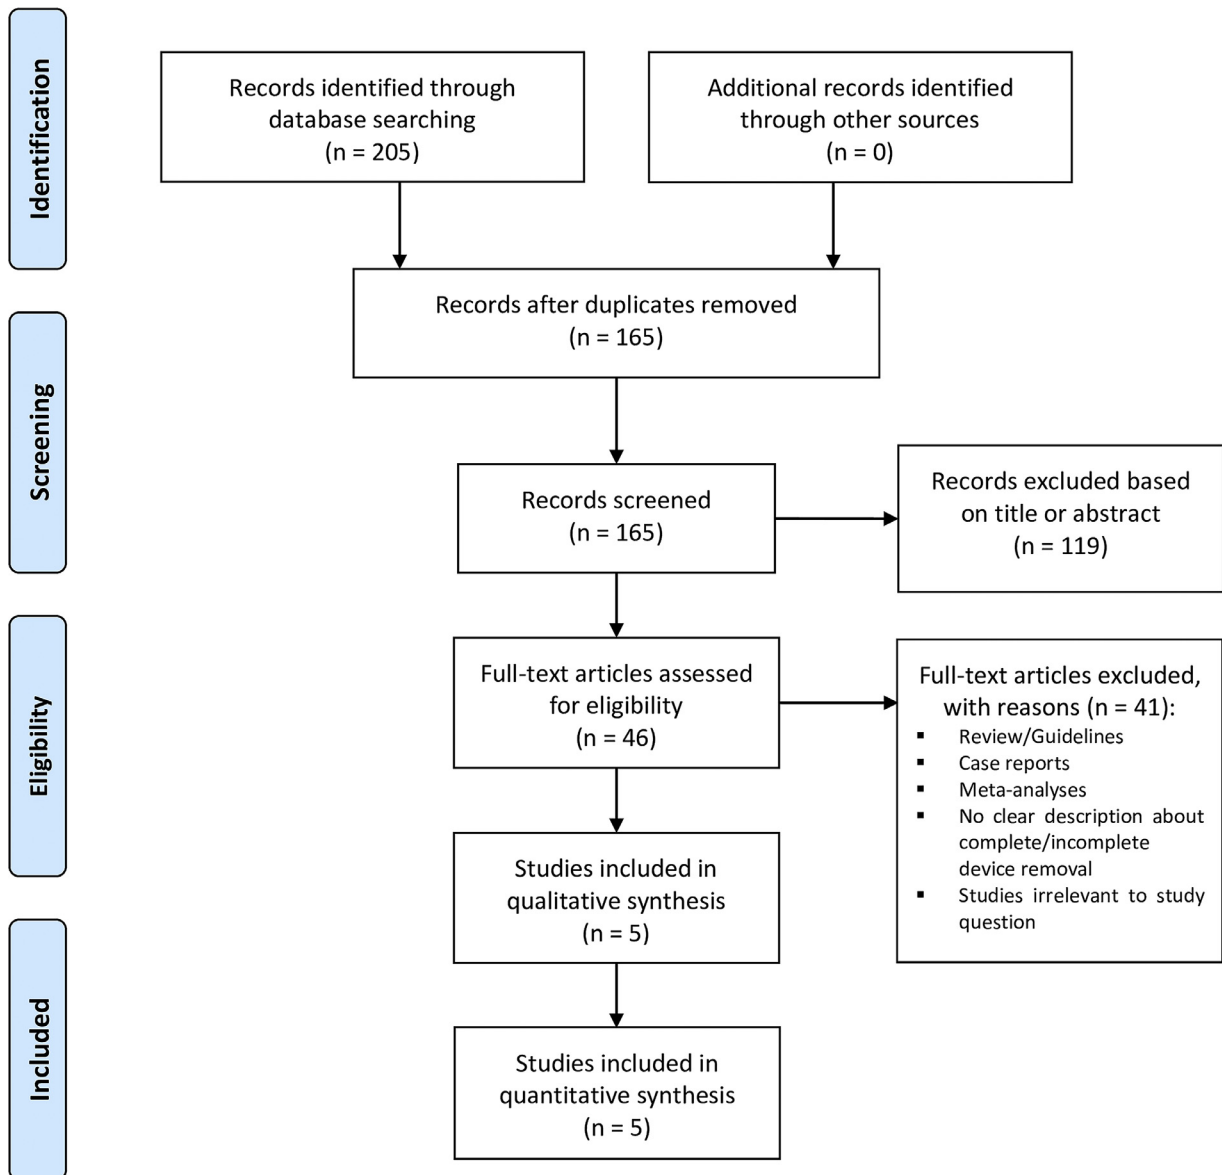 Identification
Records identified through
database searching
(n = 205)
Additional records identified
through other sources
(n = 0)
Records after duplicates removed
(n = 165)
Screening
Records screened
(n = 165)
Records excluded based
on title or abstract
(n = 119)
Eligibility
Full-text articles assessed
for eligibility
(n = 46)
Full-text articles excluded,
with reasons (n = 41):
▪ Review/Guidelines
▪ Case reports
▪ Meta-analyses
▪ No clear description about
complete/incomplete
device removal
▪ Studies irrelevant to study
question
Studies included in
qualitative synthesis
(n = 5)
Included
Studies included in
quantitative synthesis
(n = 5)